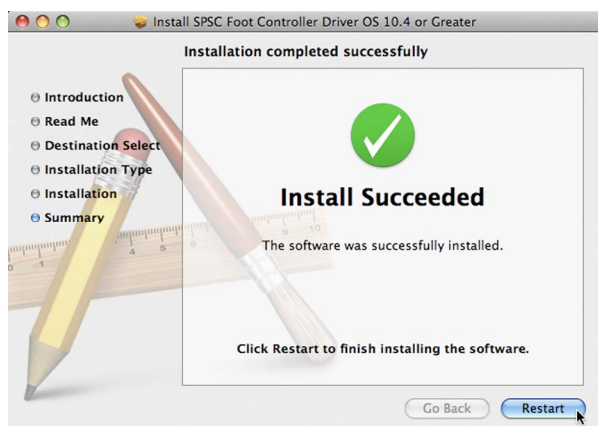 Install SPSC Foot Controller Driver OS 10.4 or Greater
Installation completed successfully
Introduction
Read Me
Destination Select
Installation Type
Installation
Summary
Install Succeeded
The software was successfully installed.
Click Restart to finish installing the software.
Go Back
Restart